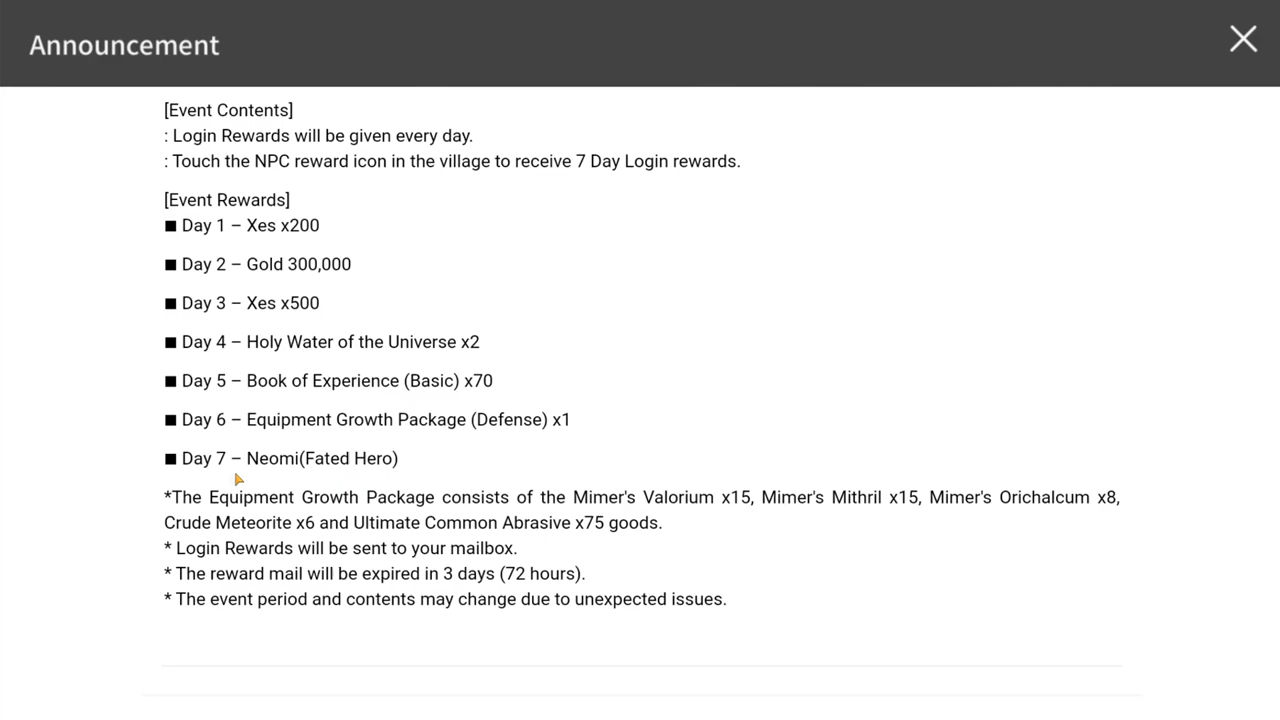 Announcement
[Event Contents]
: Login Rewards will be given every day.
: Touch the NPC reward icon in the village to receive 7 Day Login rewards.
[Event Rewards]
■ Day 1 – Xes x200
■ Day 2 – Gold 300,000
■ Day 3 – Xes x500
■ Day 4 – Holy Water of the Universe x2
■ Day 5 – Book of Experience (Basic) x70
■ Day 6 – Equipment Growth Package (Defense) x1
■ Day 7 – Neomi(Fated Hero)
*The Equipment Growth Package consists of the Mimer's Valorium x15, Mimer's Mithril x15, Mimer's Orichalcum x8,
Crude Meteorite x6 and Ultimate Common Abrasive x75 goods.
* Login Rewards will be sent to your mailbox.
* The reward mail will be expired in 3 days (72 hours).
* The event period and contents may change due to unexpected issues.